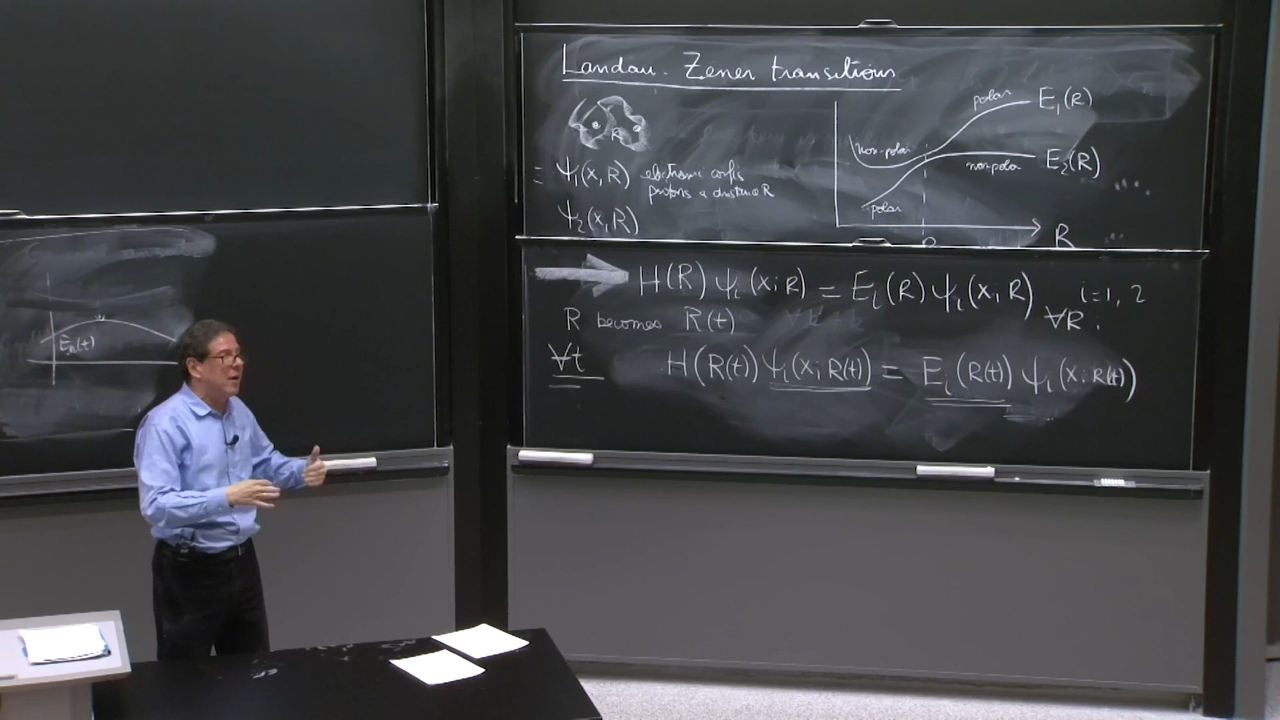 Landau-Zener transitions
R
= ψ₁(x,R) electronic config
protons a distance R
ψ₂(x,R)
polar E₁(R)
non-polar
non polar E₂(R)
polar
R
H(R) ψᵢ(x;R) = Eᵢ(R) ψᵢ(x,R) i=1,2
∀R
R becomes R(t)
∀t H(R(t)) ψᵢ(x;R(t)) = Eᵢ(R(t)) ψᵢ(x;R(t))
Eₙ(t)